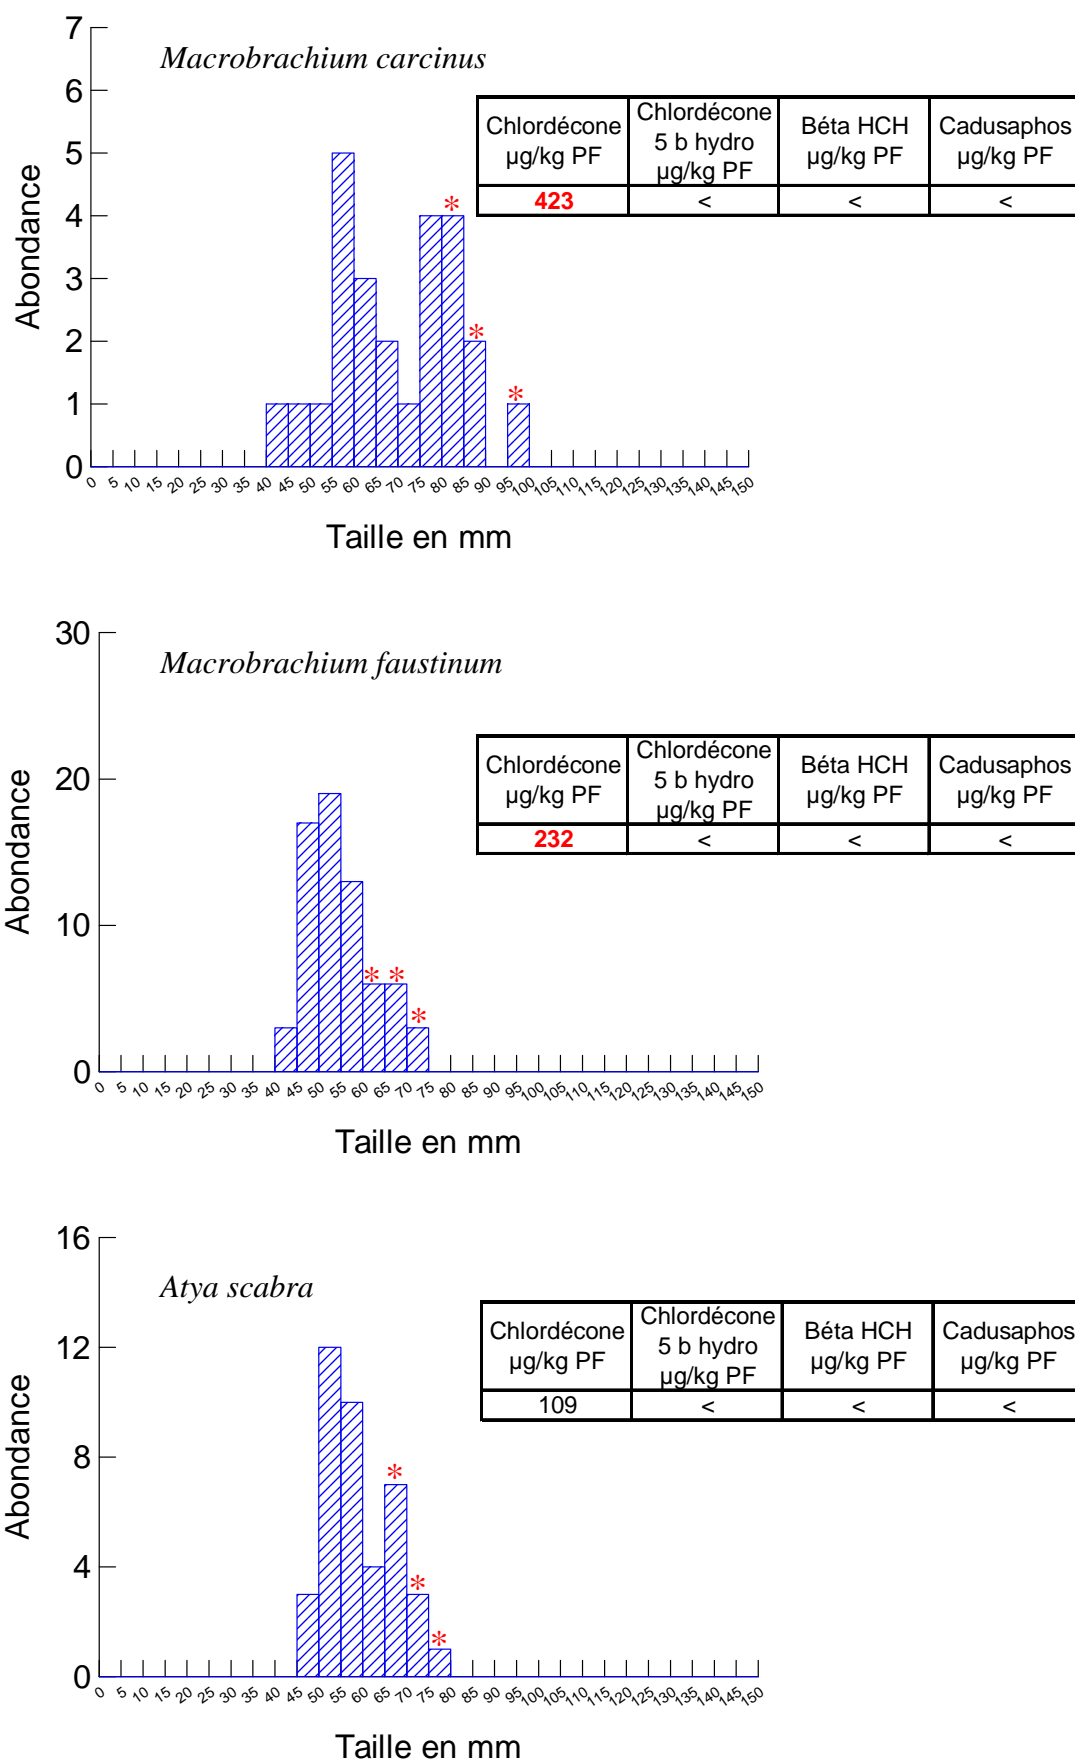 Macrobrachium carcinus
Abondance
7
6
5
4
3
2
1
0
* * *
0 5 10 15 20 25 30 35 40 45 50 55 60 65 70 75 80 85 90 95 100 105 110 115 120 125 130 135 140 145 150
Taille en mm
Chlordécone Chlordécone Béta HCH Cadusaphos
µg/kg PF 5 b hydro µg/kg PF µg/kg PF
µg/kg PF
423 < < <
Macrobrachium faustinum
Abondance
30
20
10
0
* * *
0 5 10 15 20 25 30 35 40 45 50 55 60 65 70 75 80 85 90 95 100 105 110 115 120 125 130 135 140 145 150
Taille en mm
Chlordécone Chlordécone Béta HCH Cadusaphos
µg/kg PF 5 b hydro µg/kg PF µg/kg PF
µg/kg PF
232 < < <
Atya scabra
Abondance
16
12
8
4
0
* * *
0 5 10 15 20 25 30 35 40 45 50 55 60 65 70 75 80 85 90 95 100 105 110 115 120 125 130 135 140 145 150
Taille en mm
Chlordécone Chlordécone Béta HCH Cadusaphos
µg/kg PF 5 b hydro µg/kg PF µg/kg PF
µg/kg PF
109 < < <